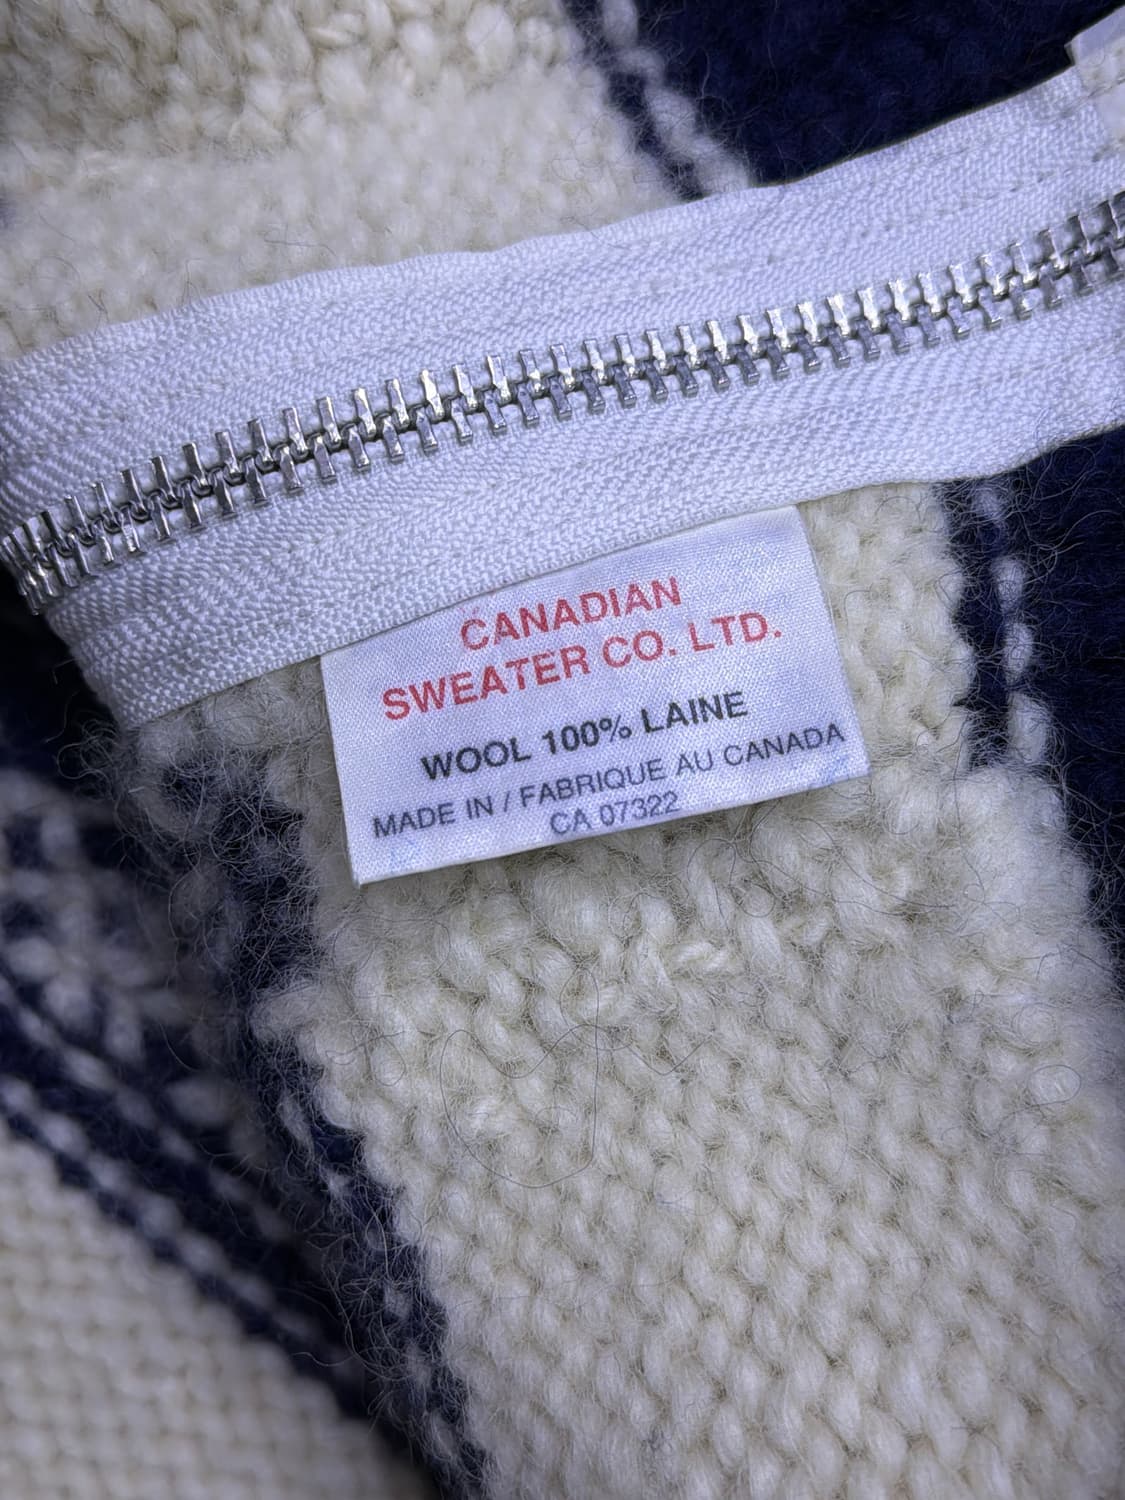 CANADIAN
SWEATER CO. LTD.
WOOL 100% LAINE
MADE IN / FABRIQUE AU CANADA
CA 07322